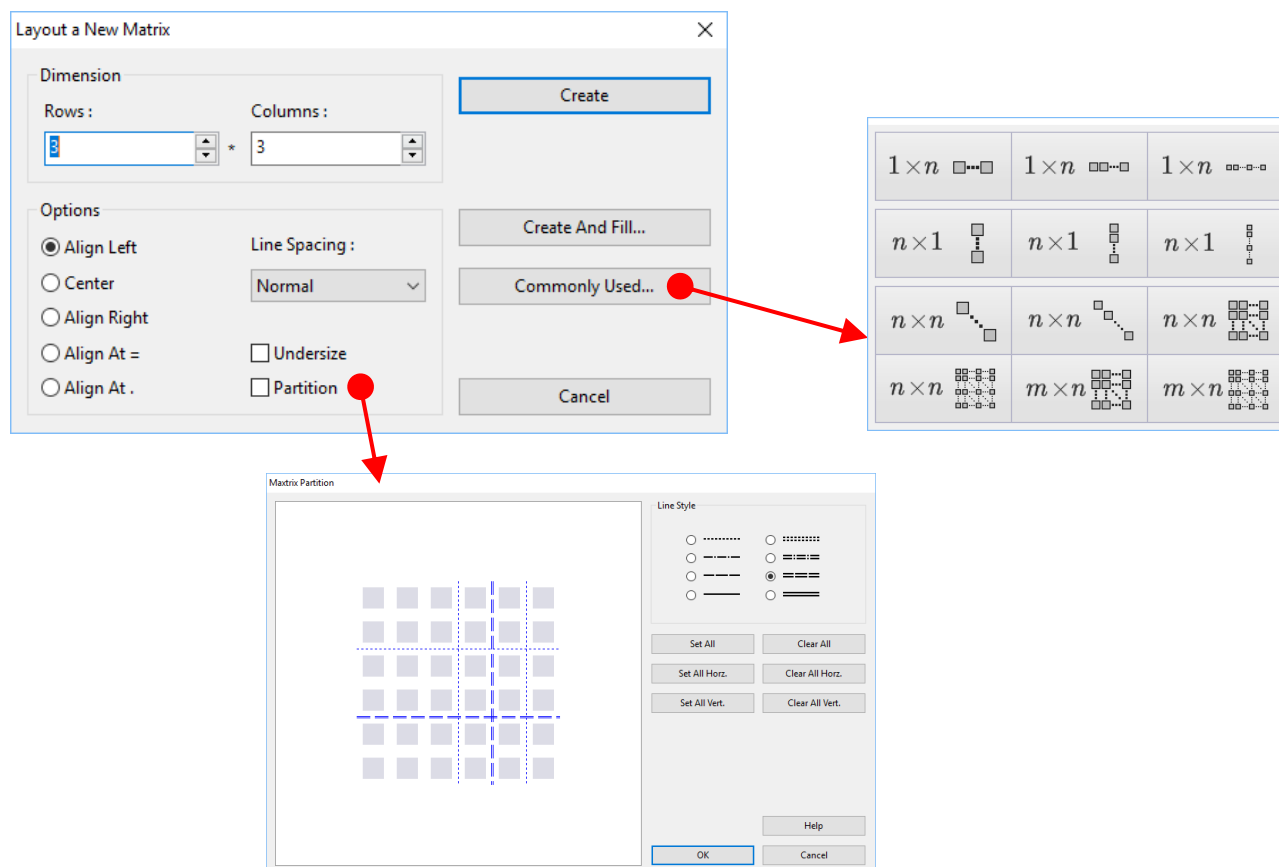 Layout a New Matrix
Dimension
Rows :
Columns :
3
*
3
Create
Options
Align Left
Center
Align Right
Align At =
Align At .
Line Spacing :
Normal
Undersize
Partition
Create And Fill...
Commonly Used...
Cancel
1×n
1×n
1×n
n×1
n×1
n×1
n×n
n×n
n×n
n×n
m×n
m×n
Maxtrix Partition
Line Style
Set All
Clear All
Set All Horz.
Clear All Horz.
Set All Vert.
Clear All Vert.
Help
OK
Cancel